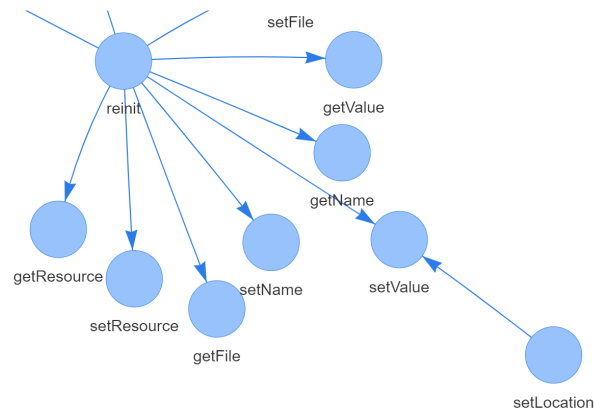 setFile
getValue
reinit
getName
getResource
setName
setValue
setResource
getFile
setLocation